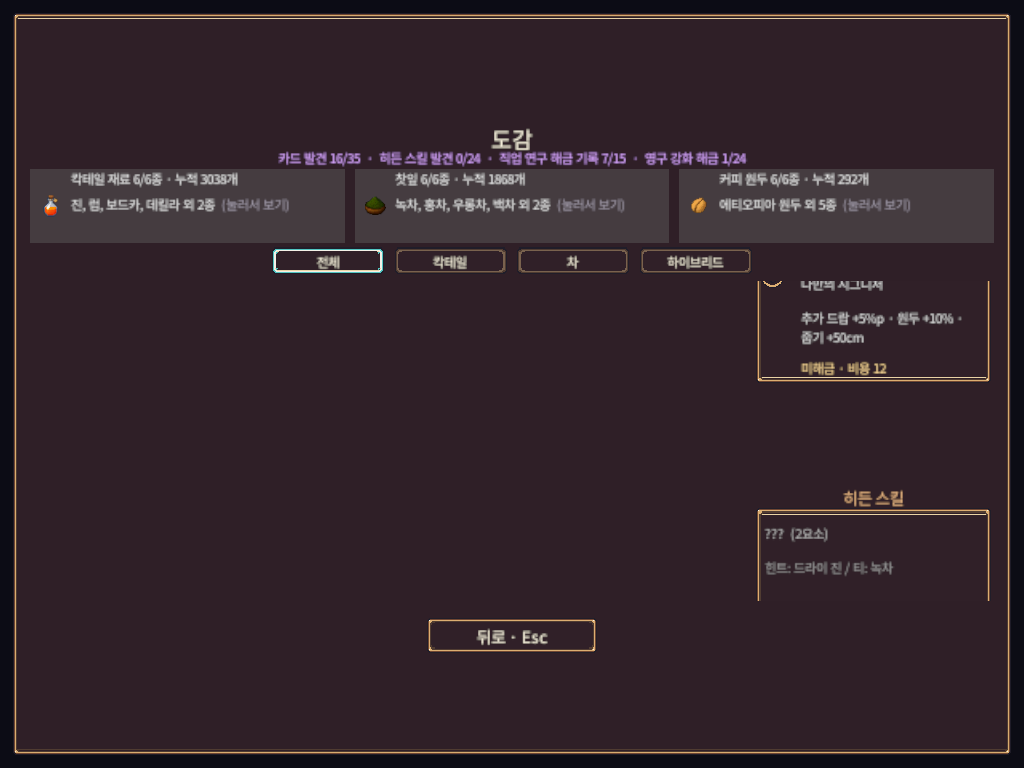 도감
카드 발견 16/35 · 히든 스킬 발견 0/24 · 직업 연구 해금 기록 7/15 · 영구 강화 해금 1/24
칵테일 재료 6/6종 · 누적 3038개
진, 럼, 보드카, 데킬라 외 2종 (눌러서 보기)
찻잎 6/6종 · 누적 1868개
녹차, 홍차, 우롱차, 백차 외 2종 (눌러서 보기)
커피 원두 6/6종 · 누적 292개
에티오피아 원두 외 5종 (눌러서 보기)
전체
칵테일
차
하이브리드
나만의 시그니처
추가 드랍 +5%p · 원두 +10% ·
줍기 +50cm
미해금 · 비용 12
히든 스킬
??? (2요소)
힌트: 드라이 진 / 티: 녹차
뒤로 · Esc